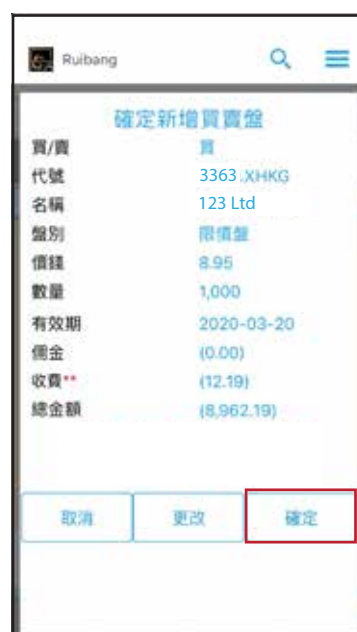 Ruibang
確定新增買賣盤
買/賣 買
代號 3363.XHKG
名稱 123 Ltd
盤別 限價盤
價錢 8.95
數量 1,000
有效期 2020-03-20
佣金 (0.00)
收費** (12.19)
總金額 (8,962.19)
取消 更改 確定